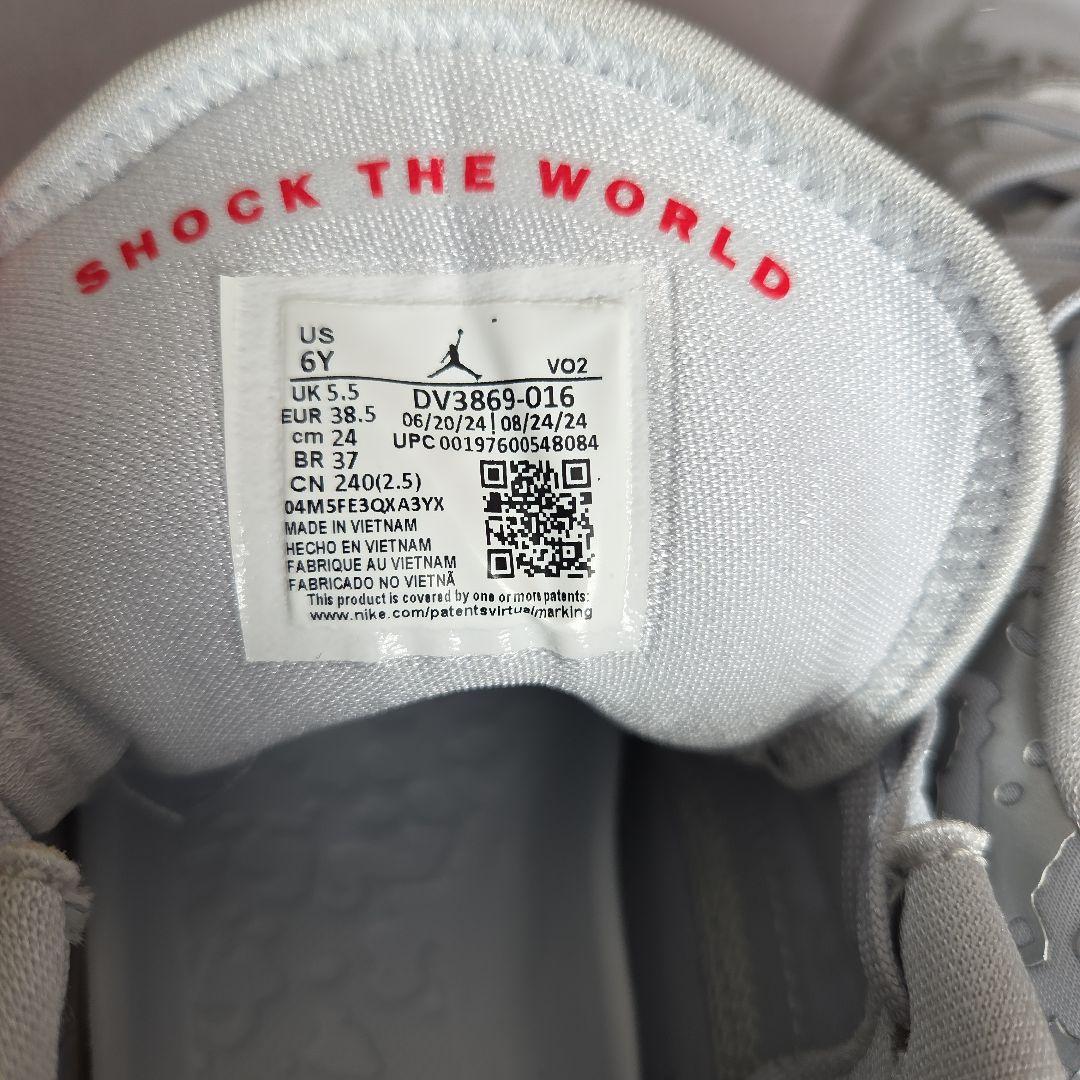 SHOCK THE WORLD
US
6Y
VO2
UK 5.5
DV3869-016
EUR 38.5
06/20/24|08/24/24
cm 24
UPC 00197600548084
BR 37
CN 240(2.5)
04M5FE3QXA3YX
MADE IN VIETNAM
HECHO EN VIETNAM
FABRIQUE AU VIETNAM
FABRICADO NO VIETNÃ
This product is covered by one or more patents:
www.nike.com/patentsvirtualmarking